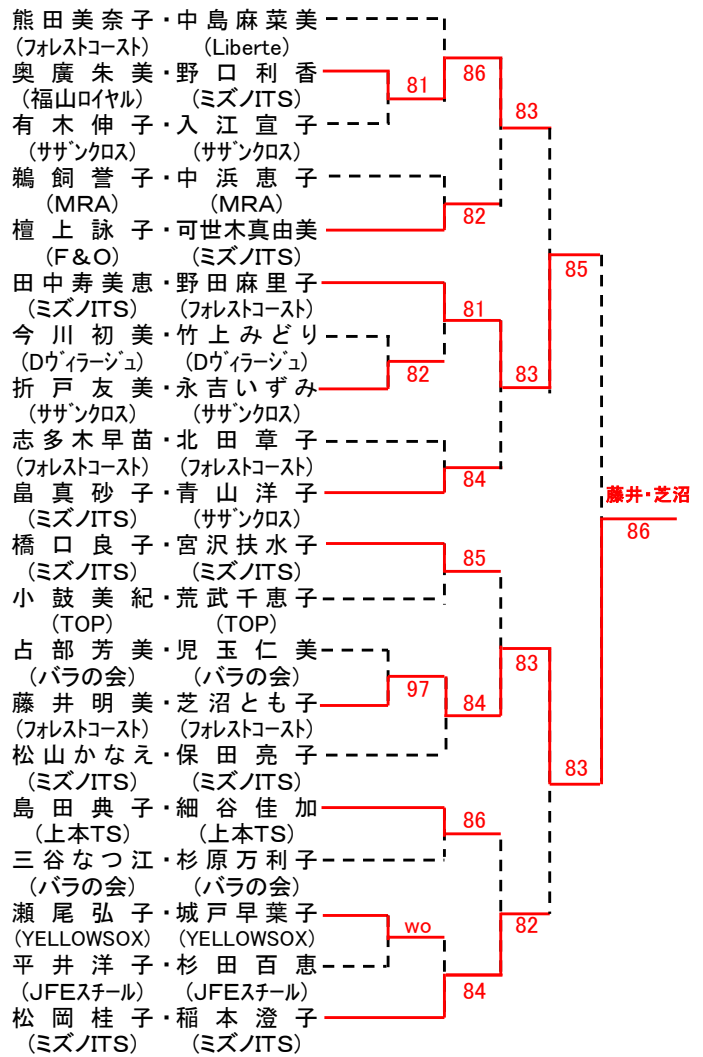 熊田美奈子・中島麻菜美
(フォレストコースト) (Liberte)
奥廣朱美・野口利香
(福山ロイヤル) (ミズノITS)
81 86
83
有木伸子・入江宣子
(サザンクロス) (サザンクロス)
鵜飼誉子・中浜恵子
(MRA) (MRA)
82
檀上詠子・可世木真由美
(F&O) (ミズノITS)
85
田中寿美恵・野田麻里子
(ミズノITS) (フォレストコースト)
81
今川初美・竹上みどり
(Dヴィラージュ) (Dヴィラージュ)
82 83
折戸友美・永吉いずみ
(サザンクロス) (サザンクロス)
志多木早苗・北田章子
(フォレストコースト) (フォレストコースト)
84
畠真砂子・青山洋子
(ミズノITS) (サザンクロス)
藤井・芝沼
86
橋口良子・宮沢扶水子
(ミズノITS) (ミズノITS)
85
小鼓美紀・荒武千恵子
(TOP) (TOP)
占部芳美・児玉仁美
(バラの会) (バラの会)
83
97 84
藤井明美・芝沼とも子
(フォレストコースト) (フォレストコースト)
松山かなえ・保田亮子
(ミズノITS) (ミズノITS)
83
島田典子・細谷佳加
(上本TS) (上本TS)
86
三谷なつ江・杉原万利子
(バラの会) (バラの会)
瀬尾弘子・城戸早葉子
(YELLOWSOX) (YELLOWSOX)
wo 82
平井洋子・杉田百恵
(JFEスチール) (JFEスチール)
84
松岡桂子・稲本澄子
(ミズノITS) (ミズノITS)